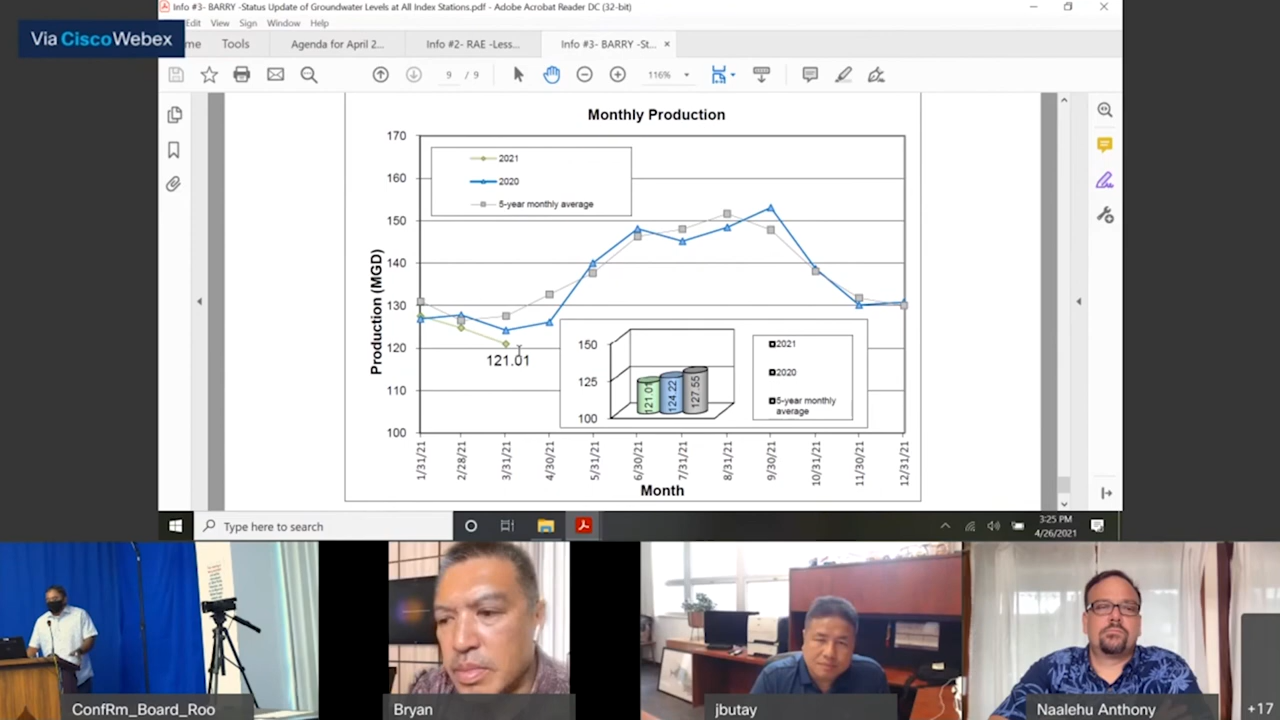 Info #3- BARRY -Status Update of Groundwater Levels at All Index Stations.pdf - Adobe Acrobat Reader DC (32-bit)
Edit View Sign Window Help
Via CiscoWebex
me Tools Agenda for April 2... Info #2- RAE -Less... Info #3- BARRY -St... ×
9 / 9 116%
Monthly Production
170
160
150
140
130
120
110
100
Production (MGD)
2021
2020
5-year monthly average
121.01
150
125
100
121.01
124.22
127.55
2021
2020
5-year monthly
average
1/31/21 2/28/21 3/31/21 4/30/21 5/31/21 6/30/21 7/31/21 8/31/21 9/30/21 10/31/21 11/30/21 12/31/21
Month
Type here to search
3:25 PM
4/26/2021
ConfRm_Board_Roo
Bryan
jbutay
Naalehu Anthony
+17